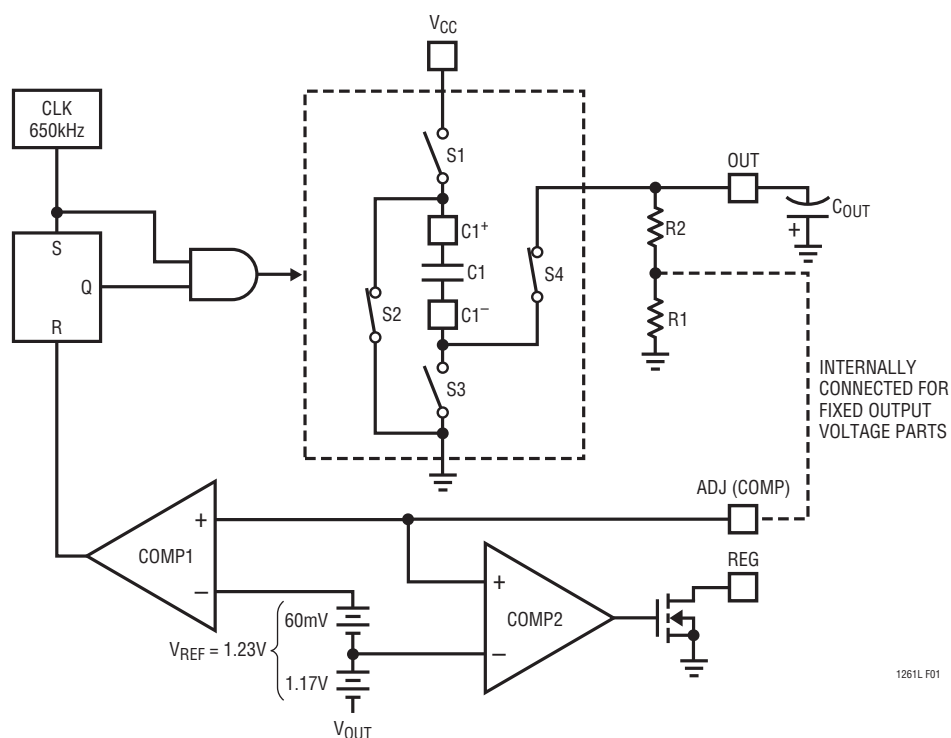 VCC
CLK
650kHz
S1
OUT
COUT
+
R2
S
C1+
Q
C1
S4
S2
R
C1–
R1
S3
INTERNALLY
CONNECTED FOR
FIXED OUTPUT
VOLTAGE PARTS
ADJ (COMP)
+
COMP1
–
REG
+
COMP2
–
60mV
VREF = 1.23V
1.17V
VOUT
1261L F01